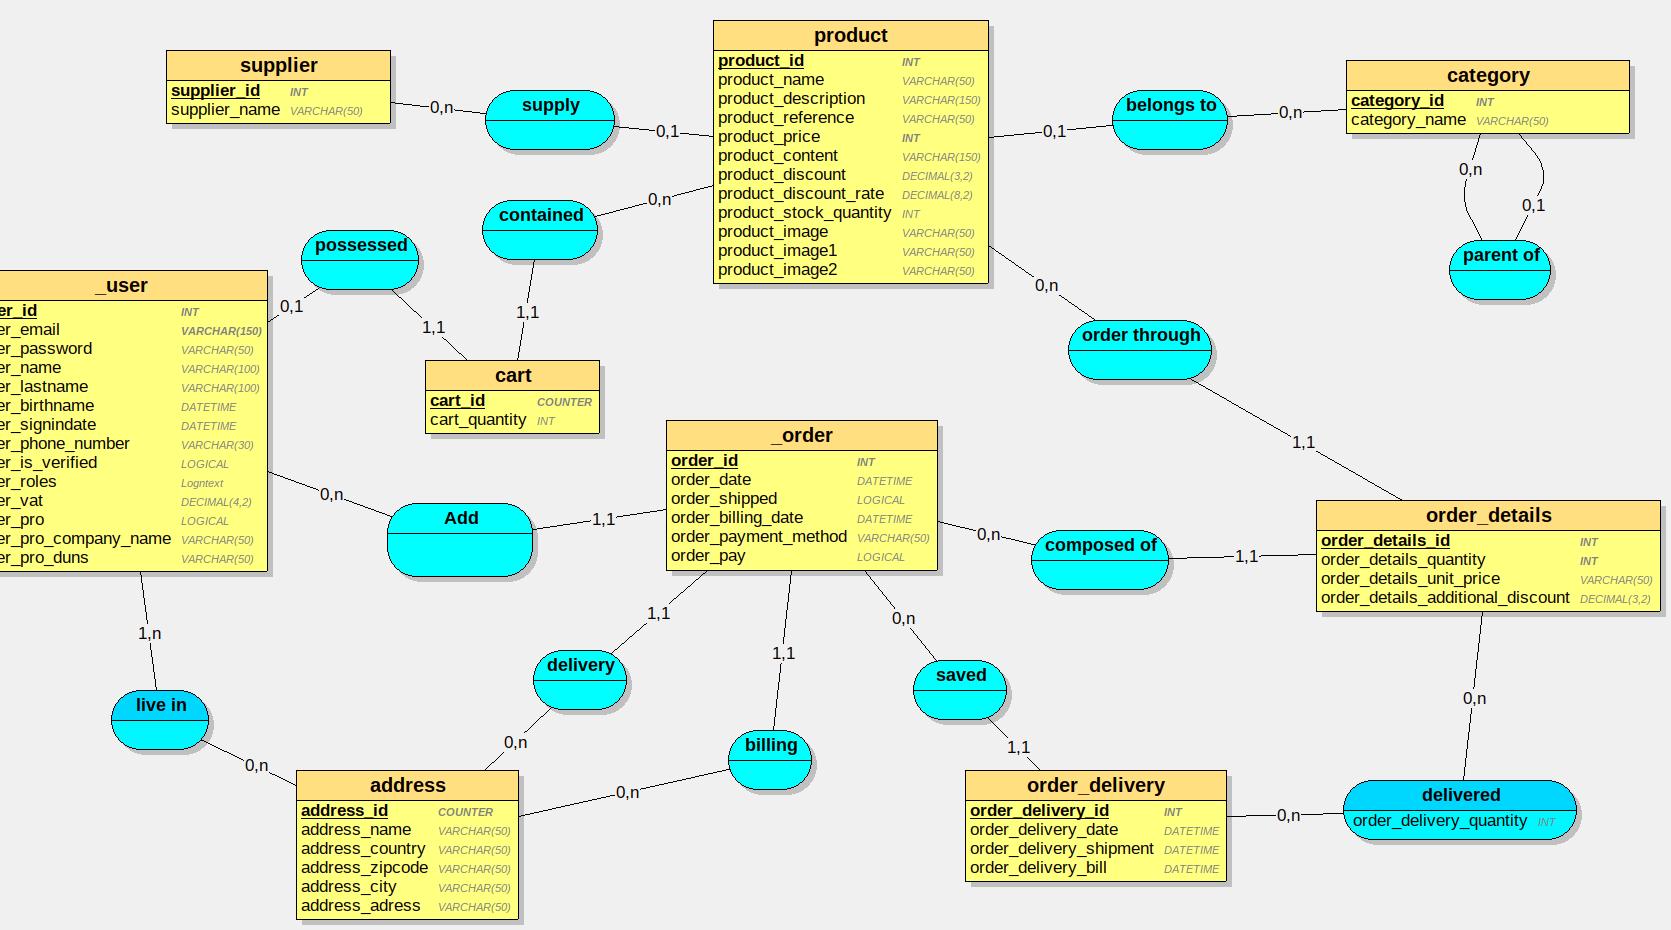 supplier
supplier_id INT
supplier_name VARCHAR(50)
0,n
supply
0,1
product
product_id INT
product_name VARCHAR(50)
product_description VARCHAR(150)
product_reference VARCHAR(50)
product_price INT
product_content VARCHAR(150)
product_discount DECIMAL(3,2)
product_discount_rate DECIMAL(8,2)
product_stock_quantity INT
product_image VARCHAR(50)
product_image1 VARCHAR(50)
product_image2 VARCHAR(50)
0,1
belongs to
0,n
category
category_id INT
category_name VARCHAR(50)
0,n
0,1
parent of
0,n
contained
1,1
possessed
0,1
1,1
cart
cart_id COUNTER
cart_quantity INT
0,n
order through
1,1
_user
er_id INT
er_email VARCHAR(150)
er_password VARCHAR(50)
er_name VARCHAR(100)
er_lastname VARCHAR(100)
er_birthname DATETIME
er_signindate DATETIME
er_phone_number VARCHAR(30)
er_is_verified LOGICAL
er_roles Logntext
er_vat DECIMAL(4,2)
er_pro LOGICAL
er_pro_company_name VARCHAR(50)
er_pro_duns VARCHAR(50)
0,n
Add
1,1
_order
order_id INT
order_date DATETIME
order_shipped LOGICAL
order_billing_date DATETIME
order_payment_method VARCHAR(50)
order_pay LOGICAL
0,n
composed of
1,1
order_details
order_details_id INT
order_details_quantity INT
order_details_unit_price VARCHAR(50)
order_details_additional_discount DECIMAL(3,2)
1,n
live in
0,n
1,1
delivery
0,n
1,1
billing
0,n
0,n
saved
1,1
0,n
address
address_id COUNTER
address_name VARCHAR(50)
address_country VARCHAR(50)
address_zipcode VARCHAR(50)
address_city VARCHAR(50)
address_adress VARCHAR(50)
order_delivery
order_delivery_id INT
order_delivery_date DATETIME
order_delivery_shipment DATETIME
order_delivery_bill DATETIME
0,n
delivered
order_delivery_quantity INT